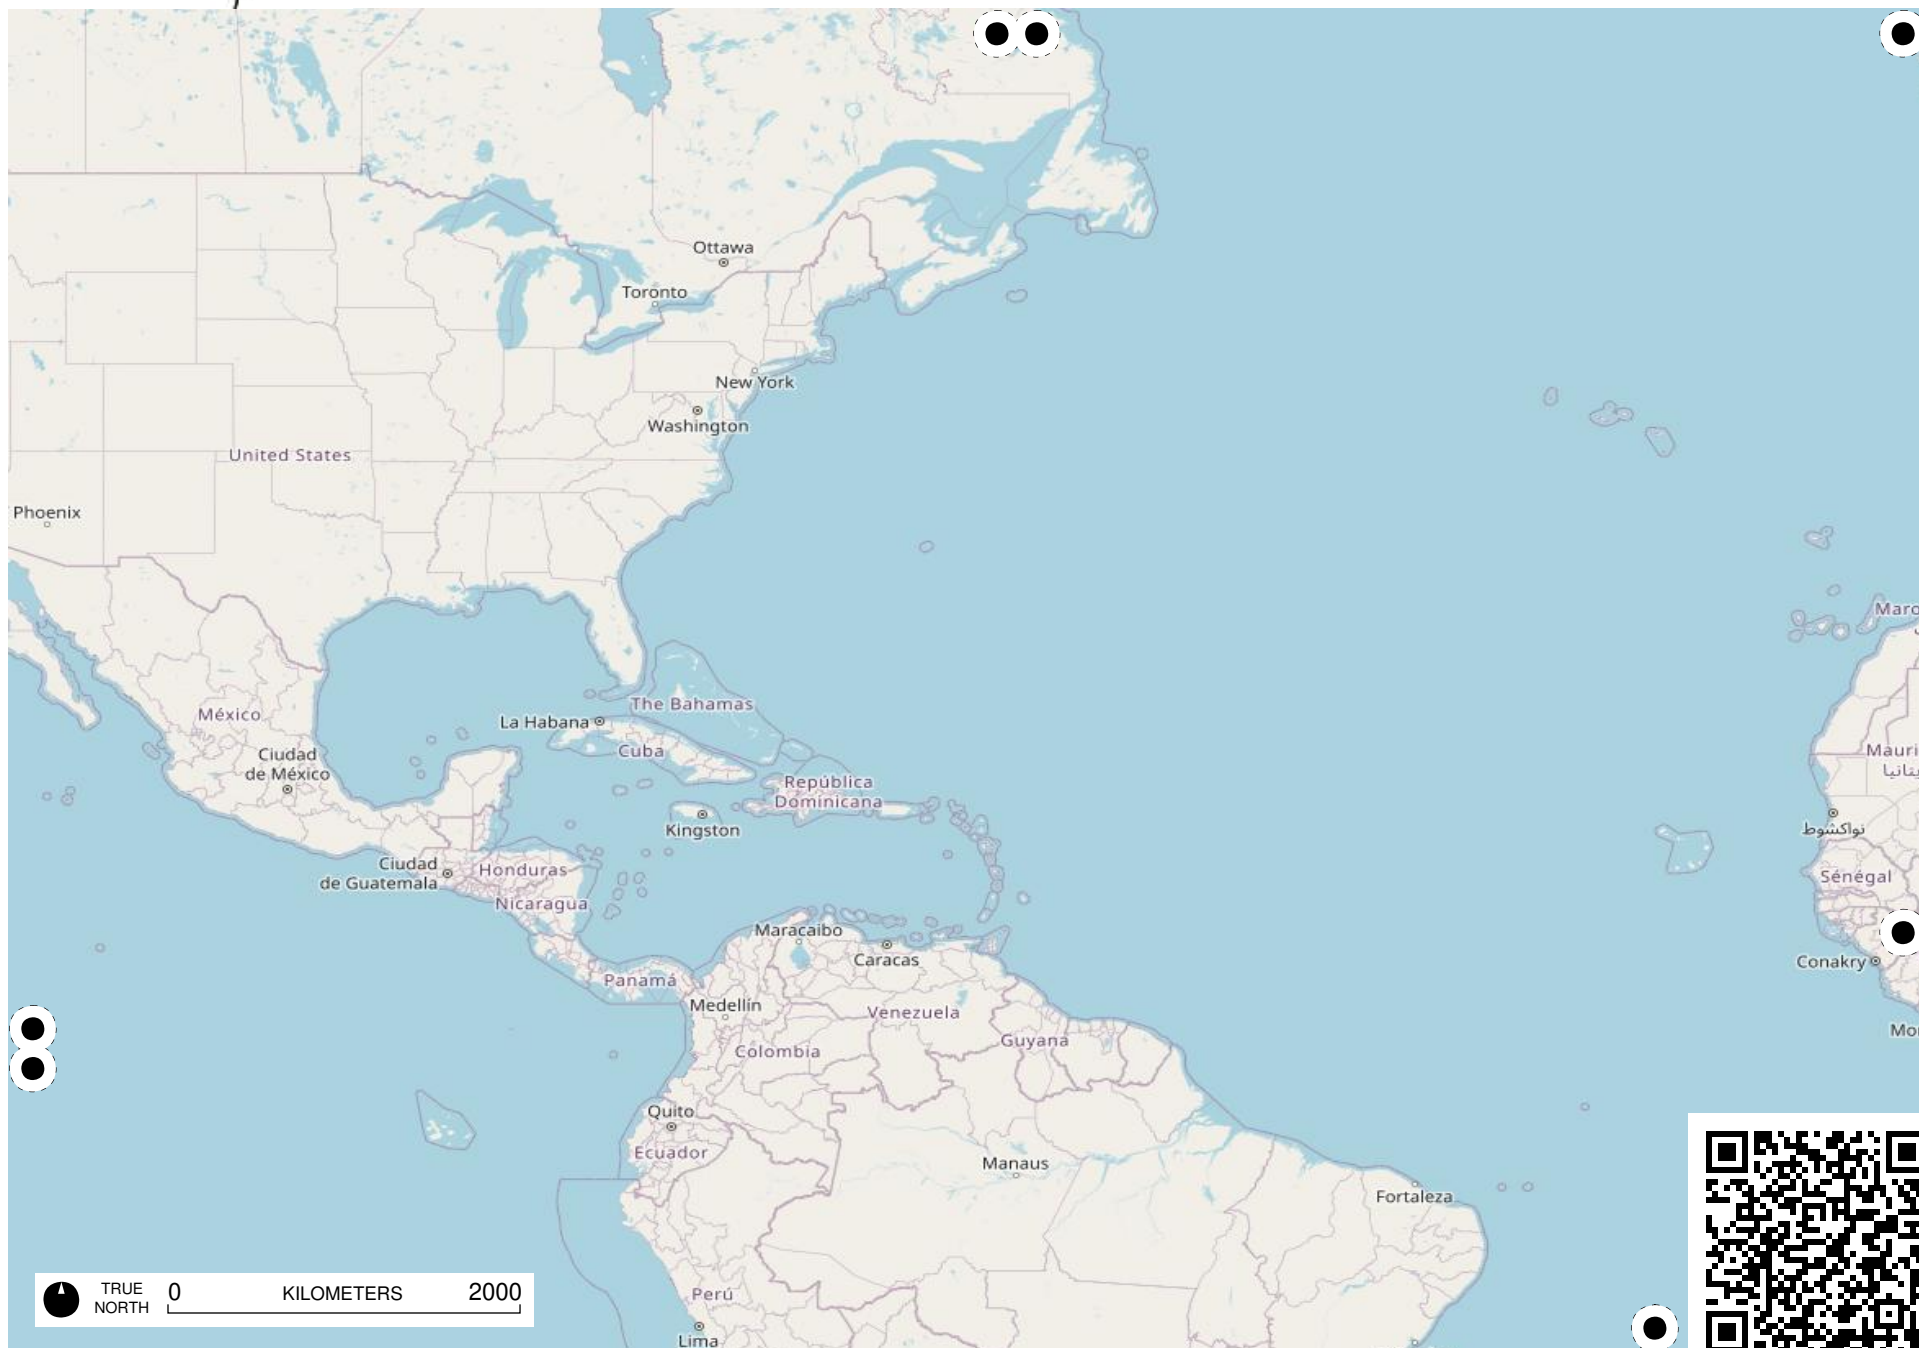 Ottawa
Toronto
New York
Washington
United States
Phoenix
México
Ciudad
de México
La Habana
The Bahamas
Cuba
República
Dominicana
Kingston
Ciudad
de Guatemala
Honduras
Nicaragua
Panamá
Maracaibo
Caracas
Medellín
Venezuela
Colombia
Guyana
Quito
Ecuador
Manaus
Fortaleza
Perú
Lima
نواكشوط
Sénégal
Conakry
TRUE
NORTH
0
KILOMETERS
2000